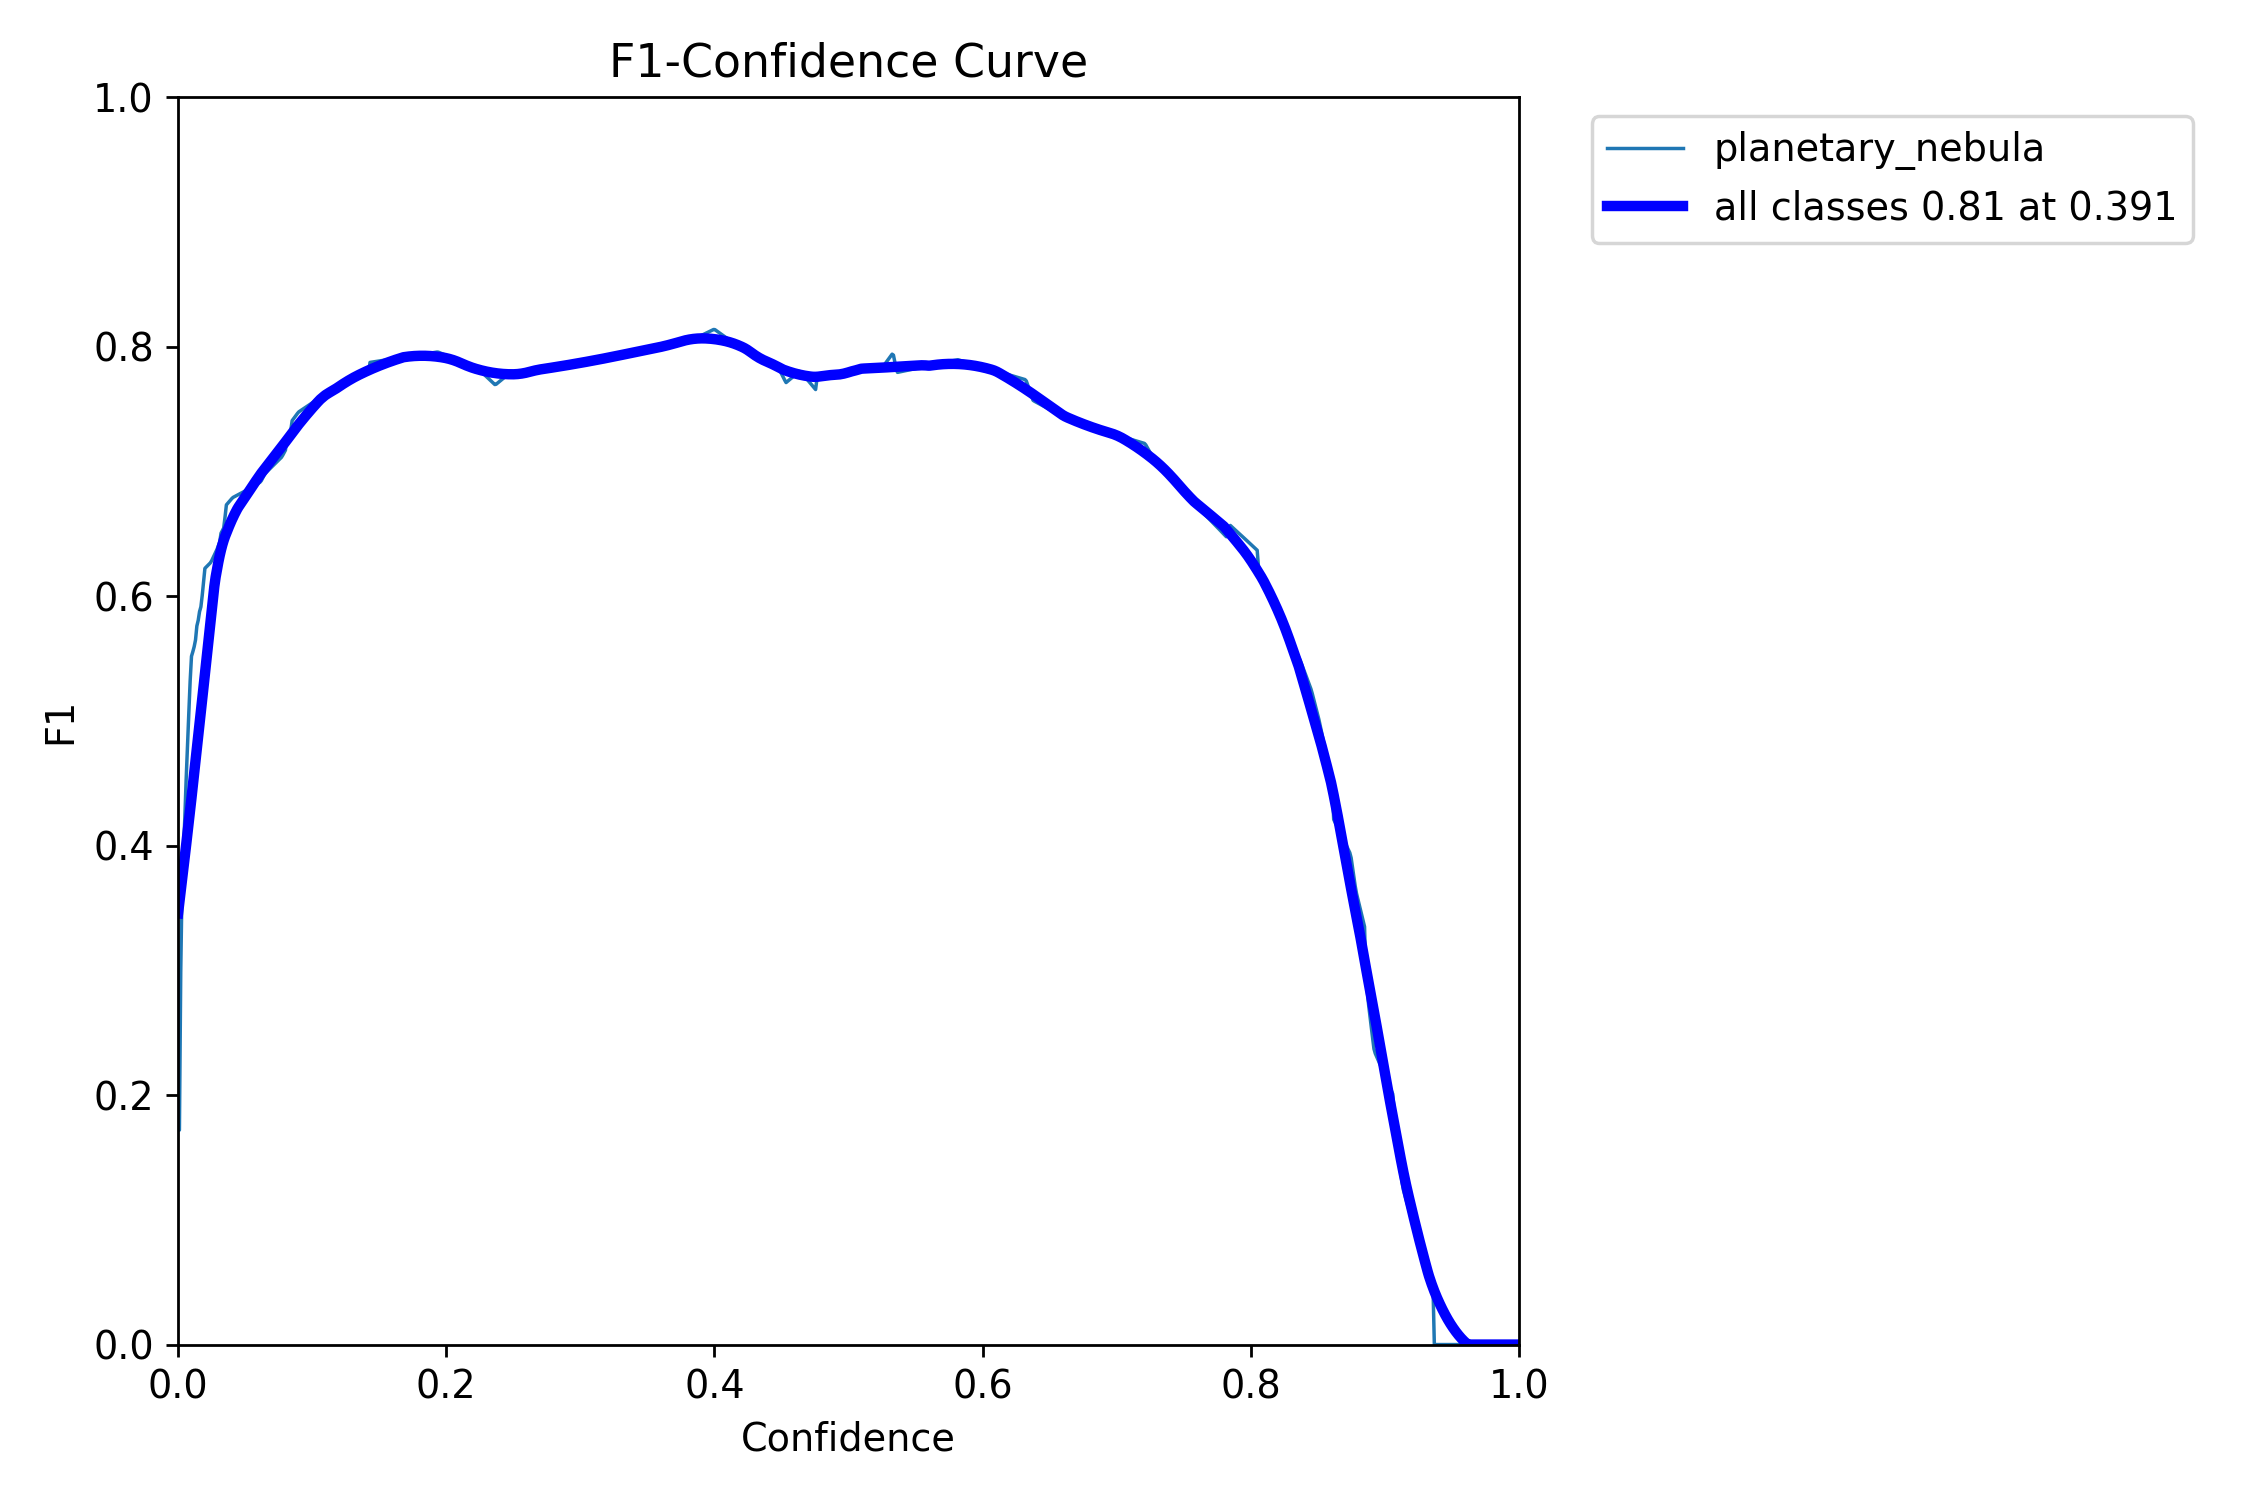 F1-Confidence Curve
1.0
0.8
0.6
0.4
0.2
0.0
F1
0.0 0.2 0.4 0.6 0.8 1.0
Confidence
planetary_nebula
all classes 0.81 at 0.391